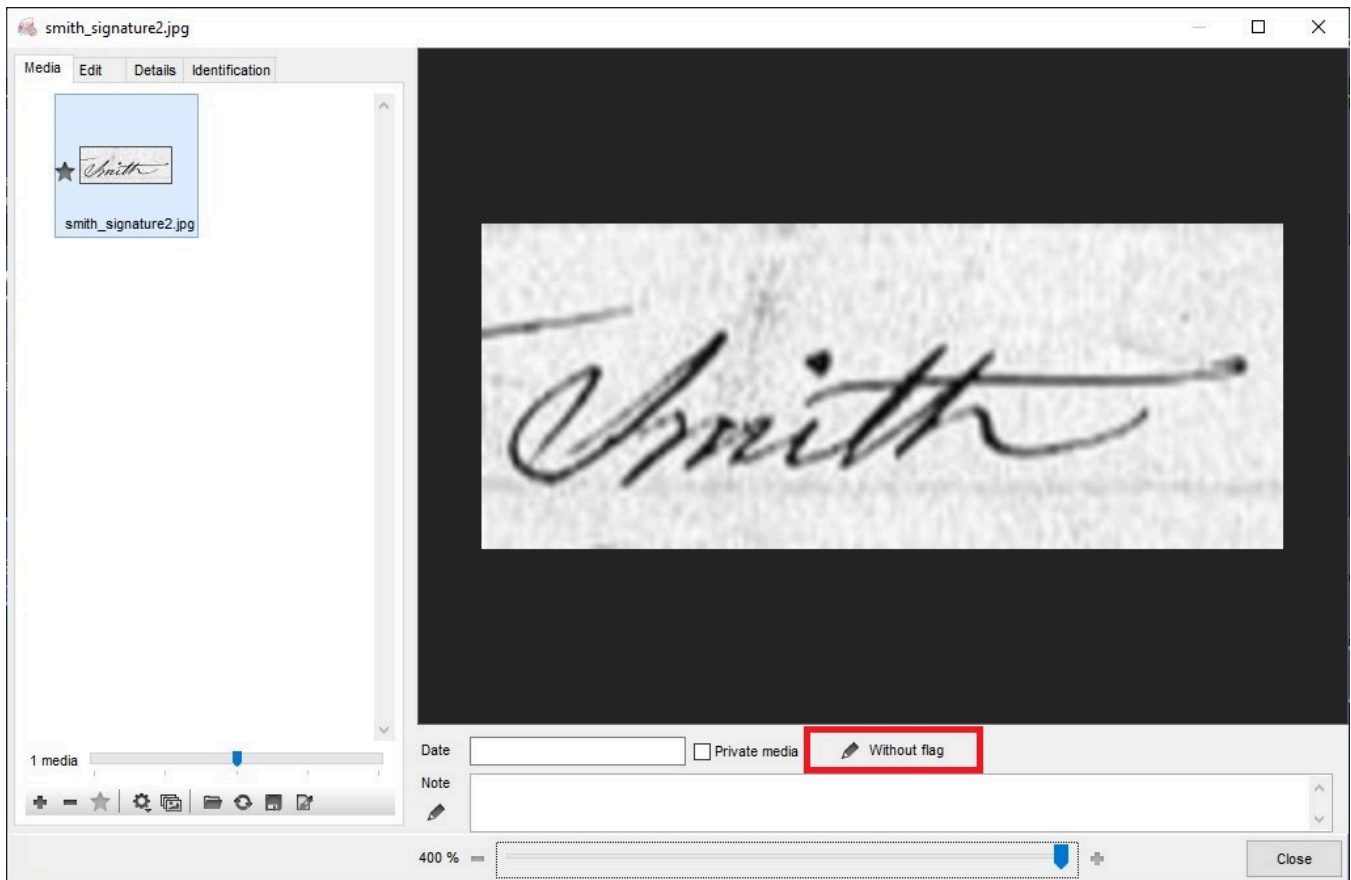 smith_signature2.jpg
Media Edit Details Identification
Smith
smith_signature2.jpg
Smith
1 media
Date Private media Without flag
Note
400 %
Close